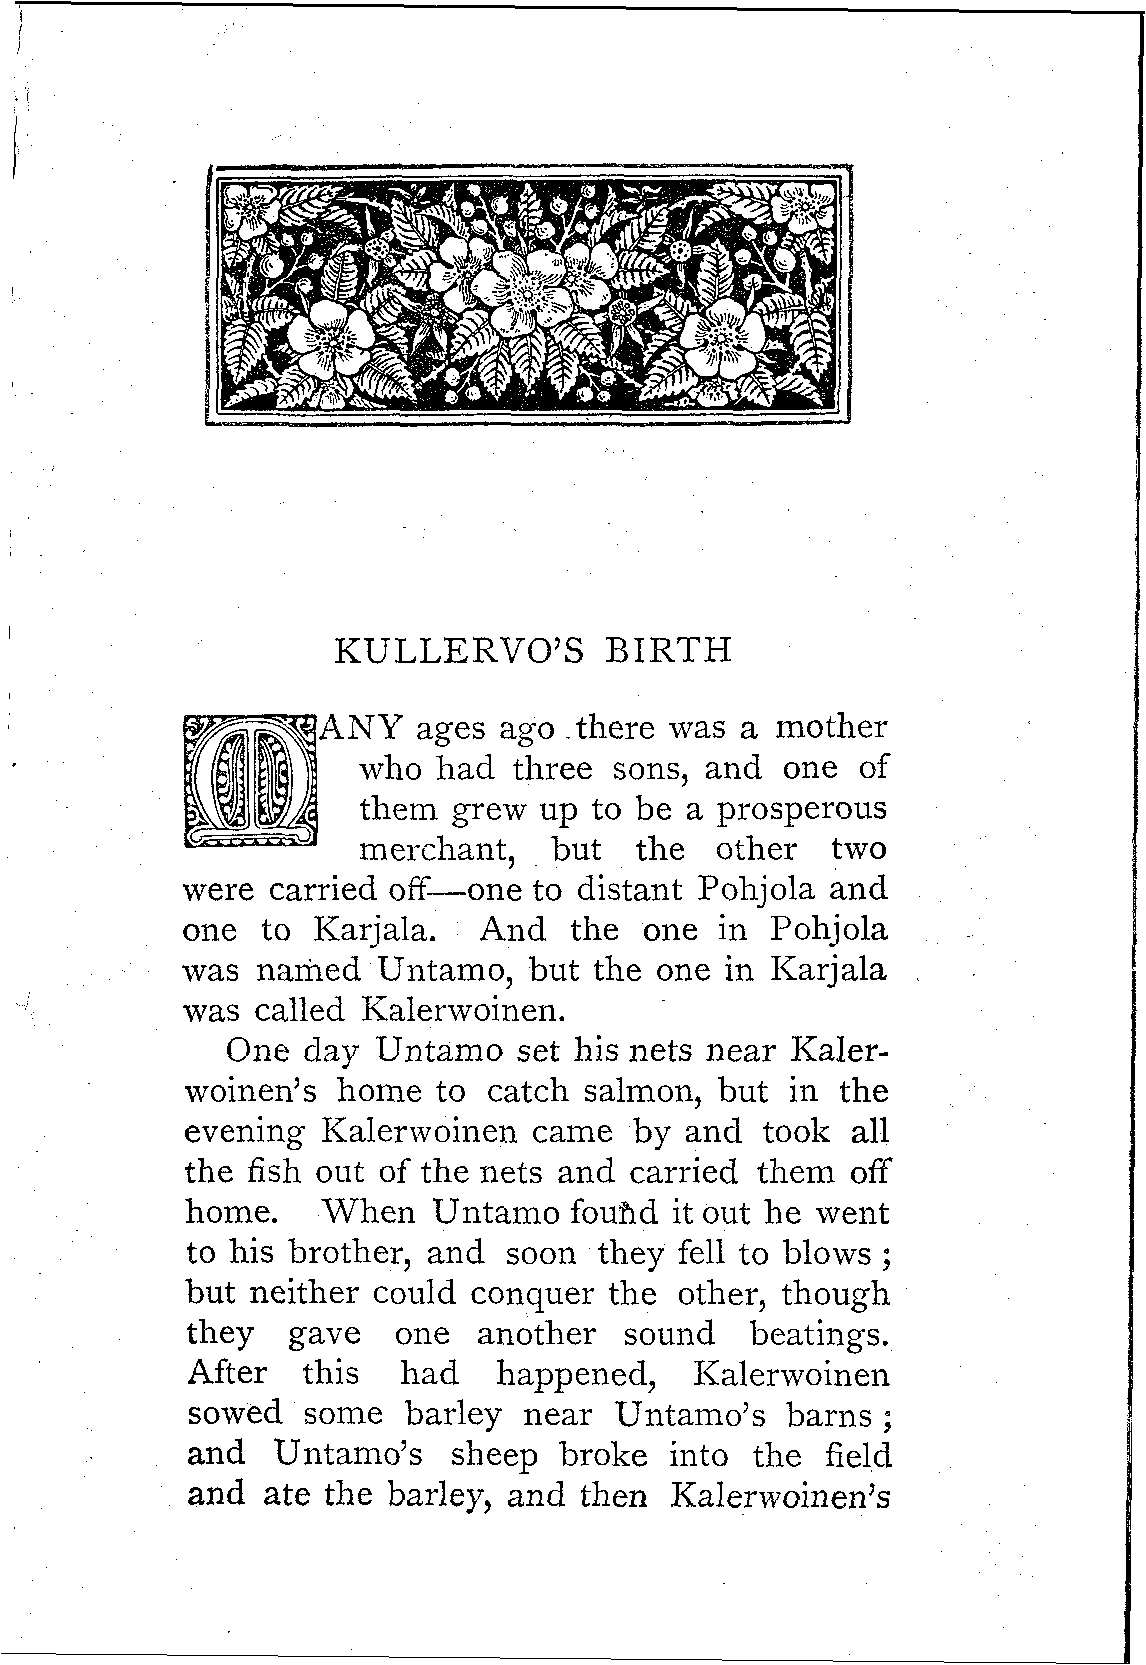 KULLERVO'S BIRTH
MANY ages ago there was a mother
who had three sons, and one of
them grew up to be a prosperous
merchant, but the other two
were carried off—one to distant Pohjola and
one to Karjala. And the one in Pohjola
was named Untamo, but the one in Karjala
was called Kalerwoinen.
One day Untamo set his nets near Kaler-
woinen's home to catch salmon, but in the
evening Kalerwoinen came by and took all
the fish out of the nets and carried them off
home. When Untamo found it out he went
to his brother, and soon they fell to blows ;
but neither could conquer the other, though
they gave one another sound beatings.
After this had happened, Kalerwoinen
sowed some barley near Untamo's barns ;
and Untamo's sheep broke into the field
and ate the barley, and then Kalerwoinen's